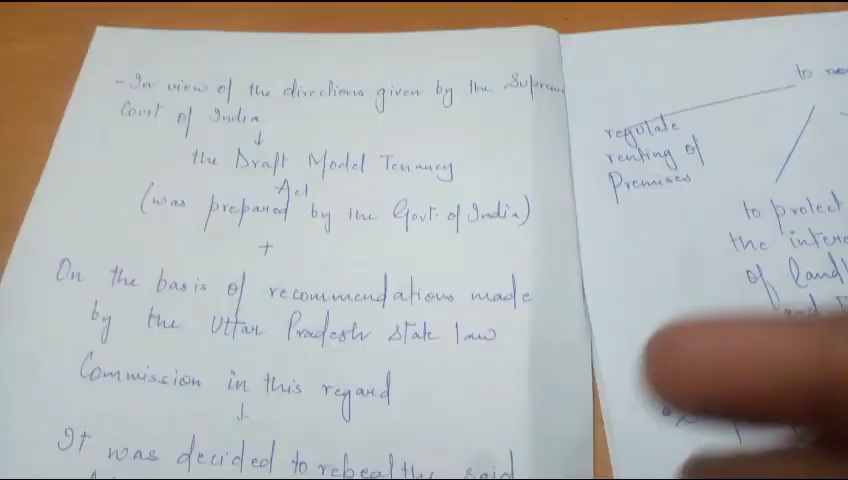 - In view of the directions given by the Supreme
Court of India
↓
the Draft Model Tenancy
Act
(was prepared by the Govt. of India)
+
On the basis of recommendations made
by the Uttar Pradesh State law
Commission in this regard
↓
It was decided to repeal the said
to
regulate
renting of
Premises
to protect
the
of